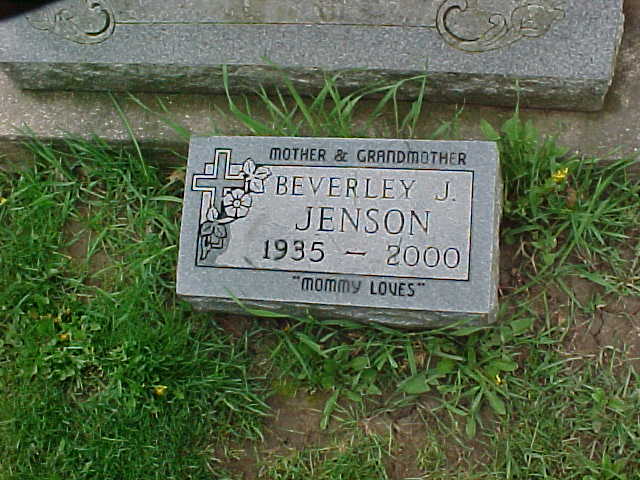 MOTHER & GRANDMOTHER
BEVERLEY J.
JENSON
1935 - 2000
"MOMMY LOVES"